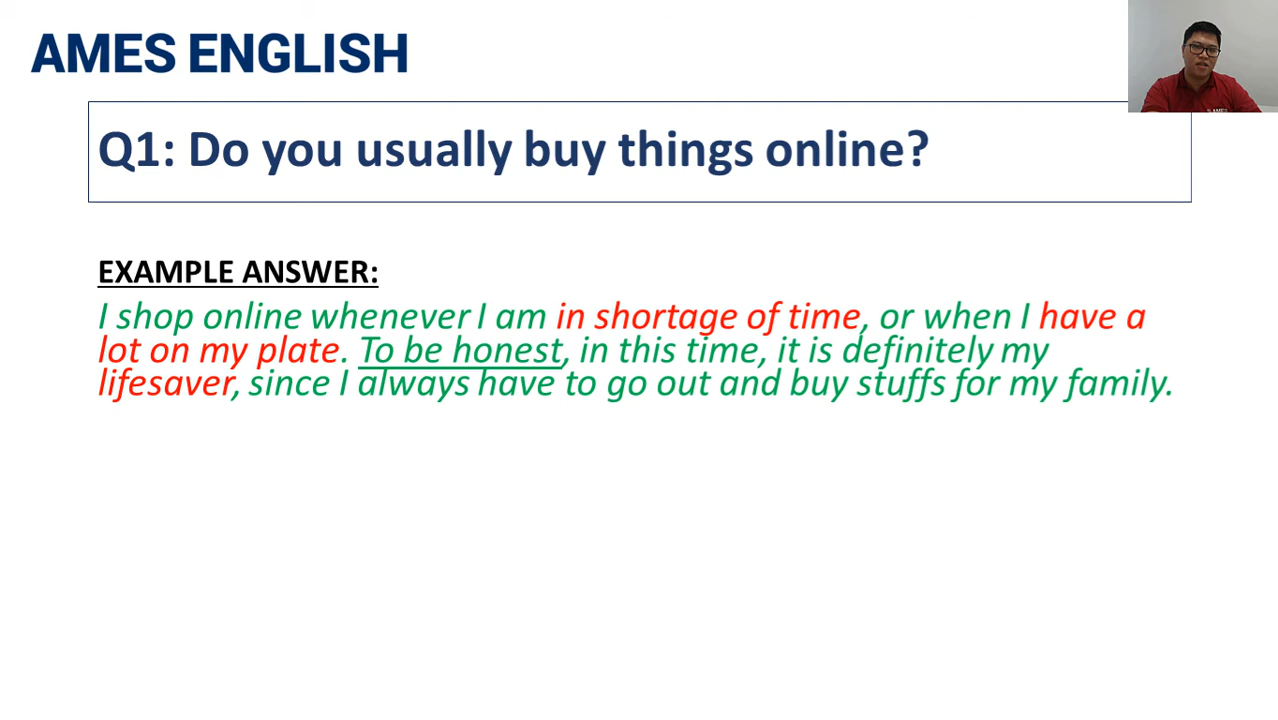 AMES ENGLISH
Q1: Do you usually buy things online?
EXAMPLE ANSWER:
I shop online whenever I am in shortage of time, or when I have a
lot on my plate. To be honest, in this time, it is definitely my
lifesaver, since I always have to go out and buy stuffs for my family.